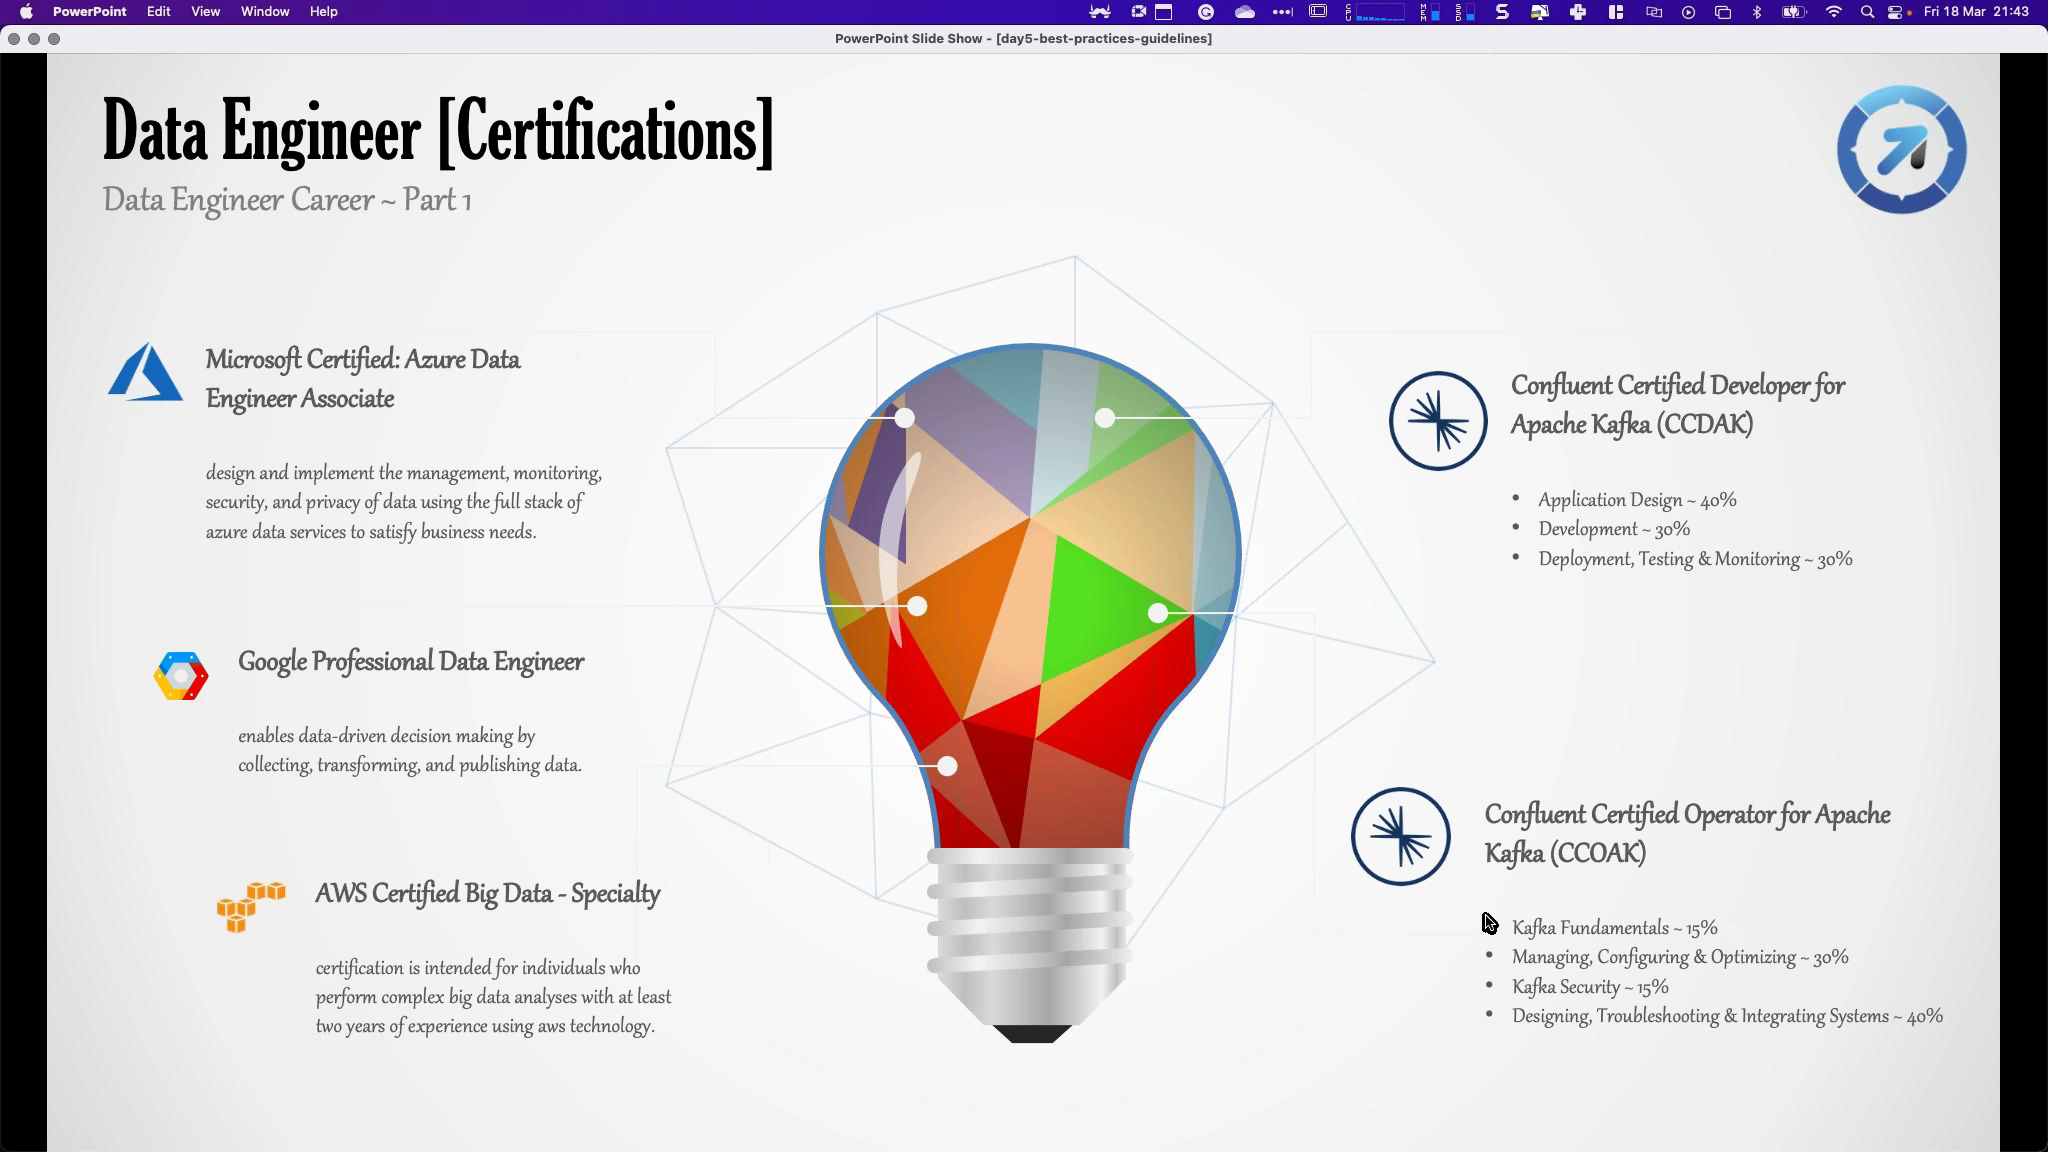 PowerPoint Edit View Window Help
Fri 18 Mar 21:43
PowerPoint Slide Show - [day5-best-practices-guidelines]
Data Engineer [Certifications]
Data Engineer Career ~ Part 1
Microsoft Certified: Azure Data
Engineer Associate
design and implement the management, monitoring,
security, and privacy of data using the full stack of
azure data services to satisfy business needs.
Google Professional Data Engineer
enables data-driven decision making by
collecting, transforming, and publishing data.
AWS Certified Big Data - Specialty
certification is intended for individuals who
perform complex big data analyses with at least
two years of experience using aws technology.
Confluent Certified Developer for
Apache Kafka (CCDAK)
• Application Design ~ 40%
• Development ~ 30%
• Deployment, Testing & Monitoring ~ 30%
Confluent Certified Operator for Apache
Kafka (CCOAK)
• Kafka Fundamentals ~ 15%
• Managing, Configuring & Optimizing ~ 30%
• Kafka Security ~ 15%
• Designing, Troubleshooting & Integrating Systems ~ 40%